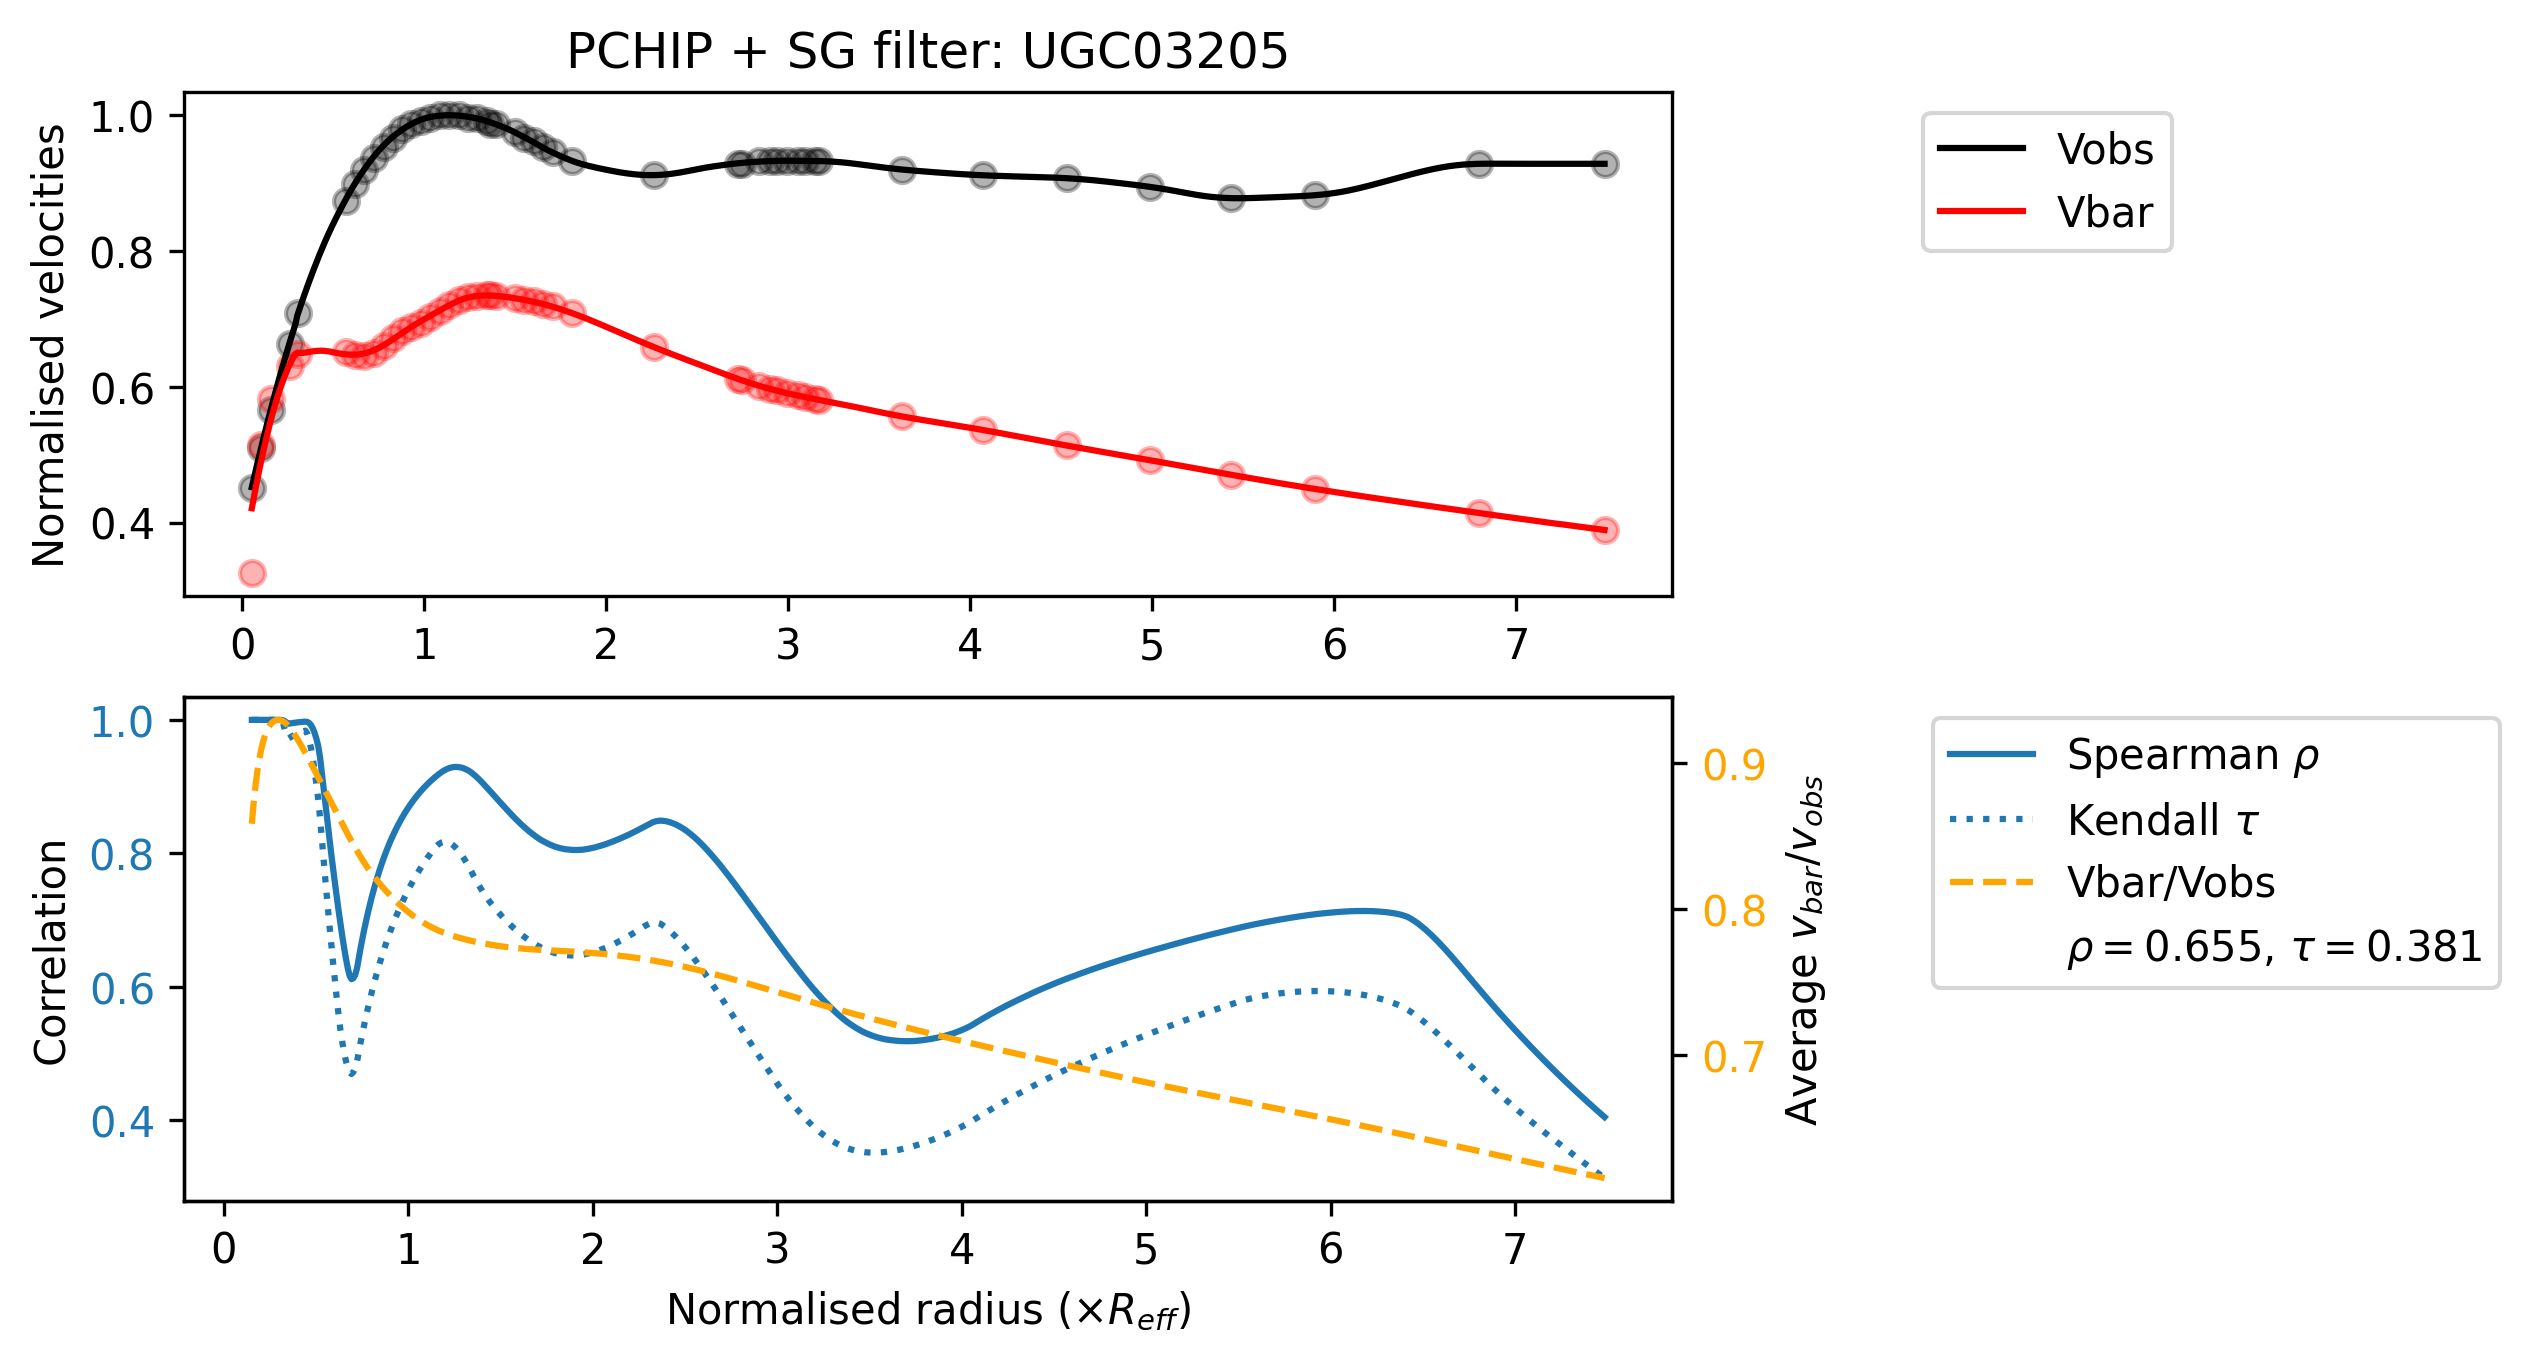 PCHIP + SG filter: UGC03205
Normalised velocities
1.0
0.8
0.6
0.4
0 1 2 3 4 5 6 7
Vobs
Vbar
Correlation
1.0
0.8
0.6
0.4
0 1 2 3 4 5 6 7
Normalised radius (×R_eff)
0.9
0.8
0.7
Average v_bar/v_obs
Spearman ρ
Kendall τ
Vbar/Vobs
ρ = 0.655, τ = 0.381